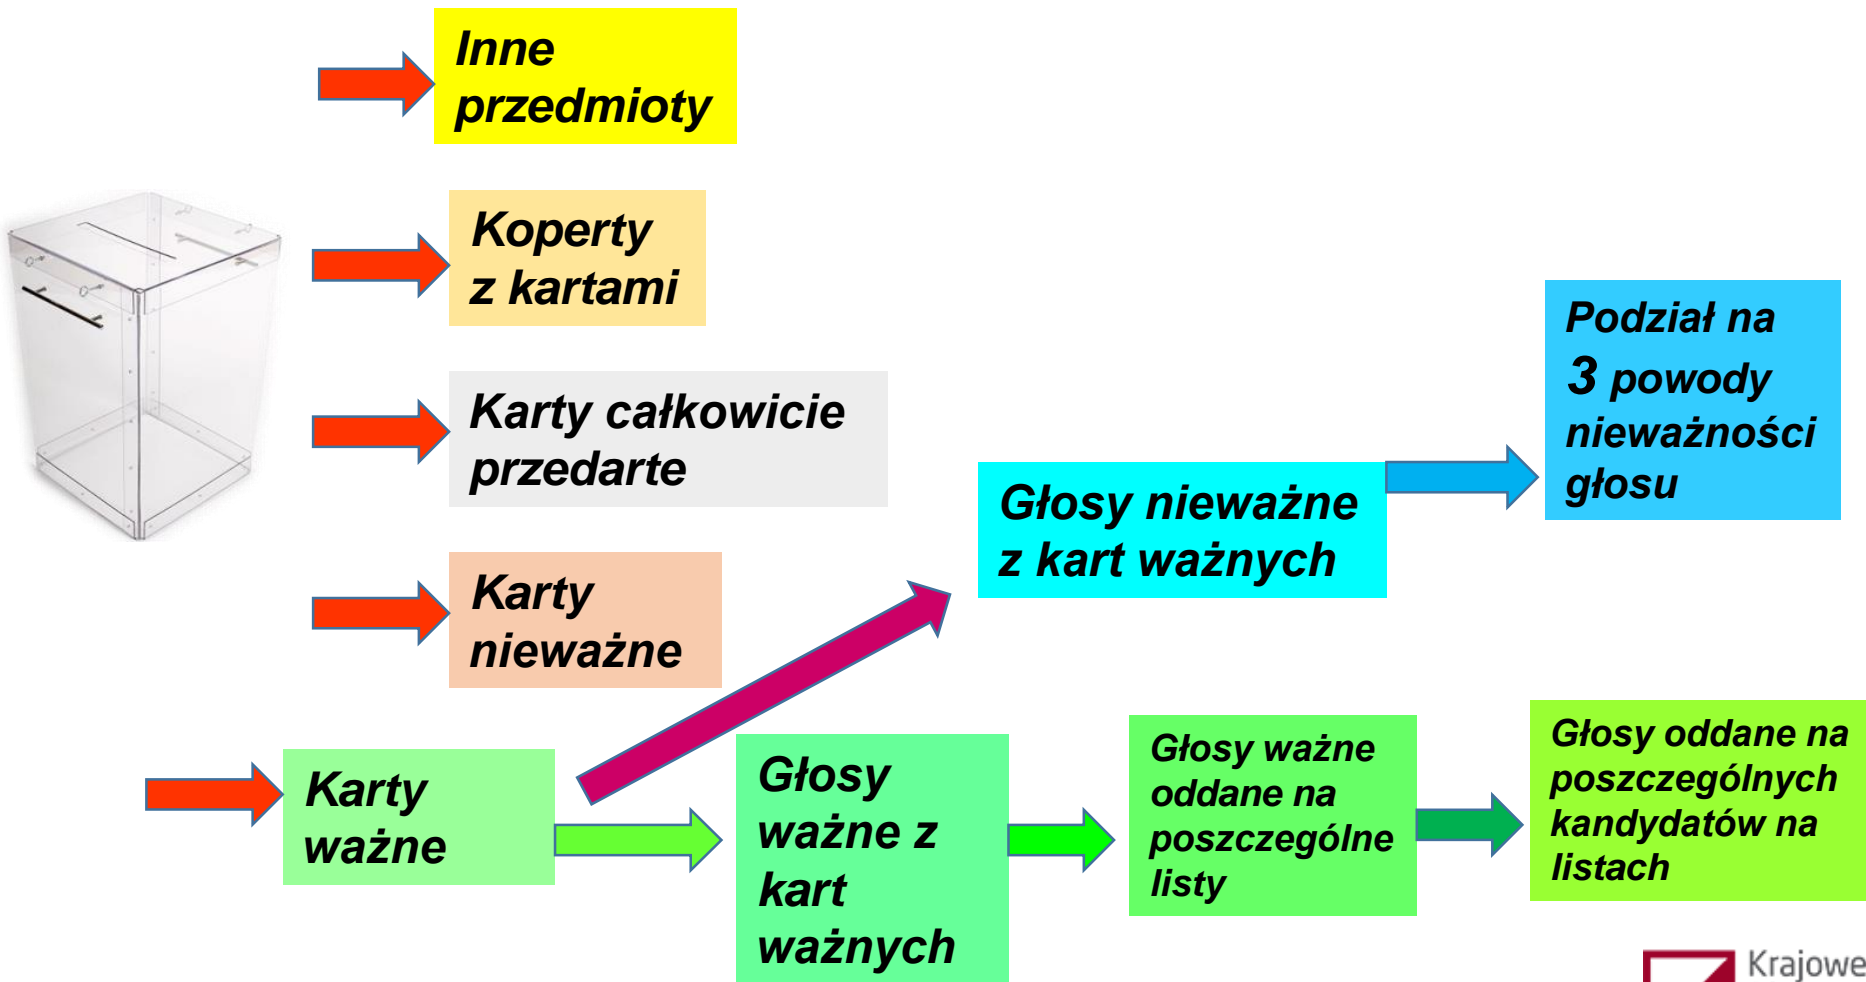 Inne
przedmioty
Koperty
z kartami
Karty całkowicie
przedarte
Karty
nieważne
Głosy nieważne
z kart ważnych
Podział na
3 powody
nieważności
głosu
Karty
ważne
Głosy
ważne z
kart
ważnych
Głosy ważne
oddane na
poszczególne
listy
Głosy oddane na
poszczególnych
kandydatów na
listach
Krajowe